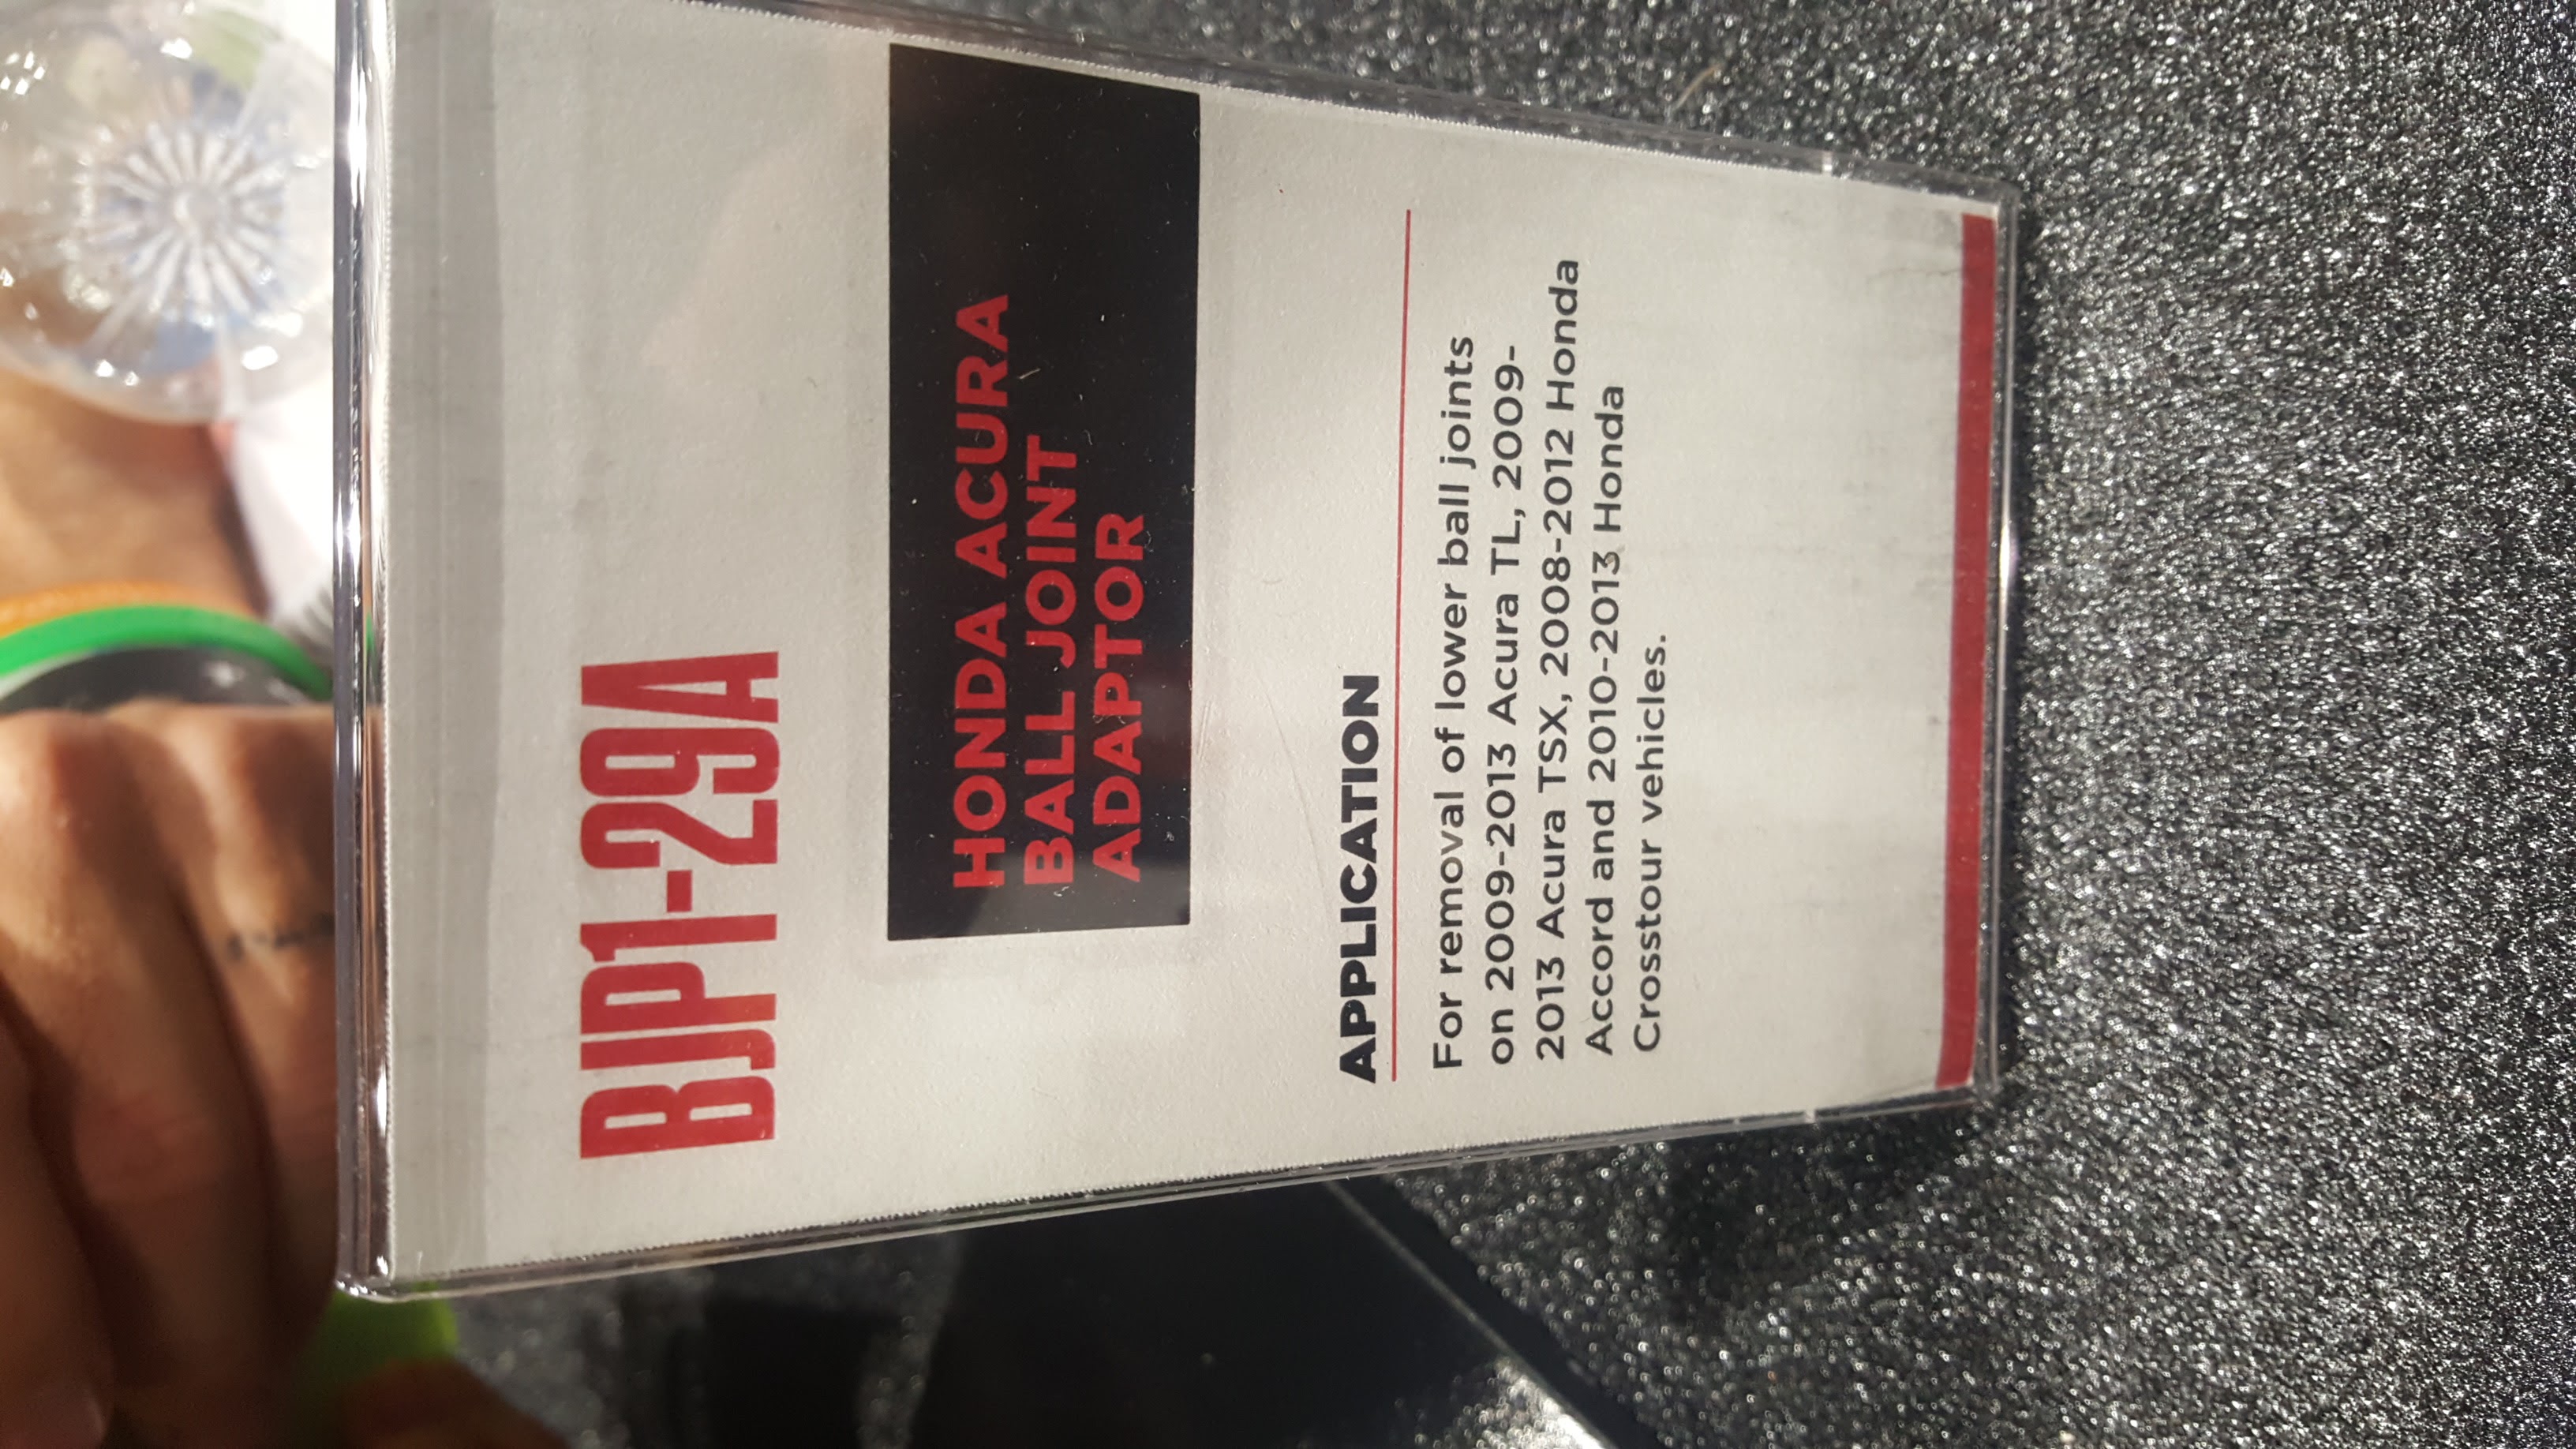 BJP1-29A
HONDA ACURA
BALL JOINT
ADAPTOR
APPLICATION
For removal of lower ball joints
on 2009-2013 Acura TL, 2009-
2013 Acura TSX, 2008-2012 Honda
Accord and 2010-2013 Honda
Crosstour vehicles.